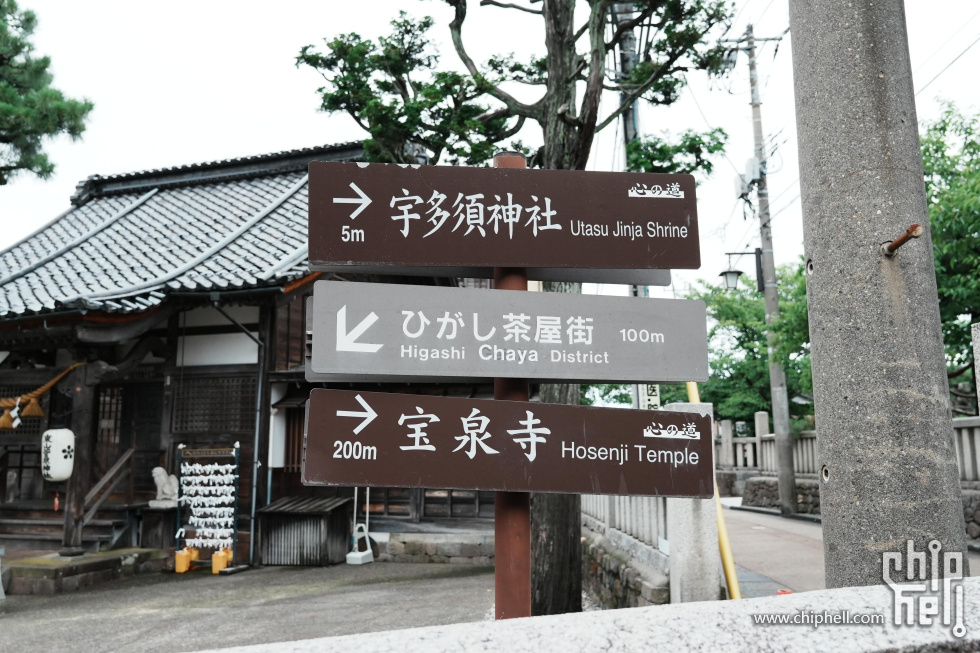 心の道
宇多須神社 Utasu Jinja Shrine
5m
ひがし茶屋街 100m
Higashi Chaya District
心の道
宝泉寺 Hosenji Temple
200m
www.chiphell.com
chip hell